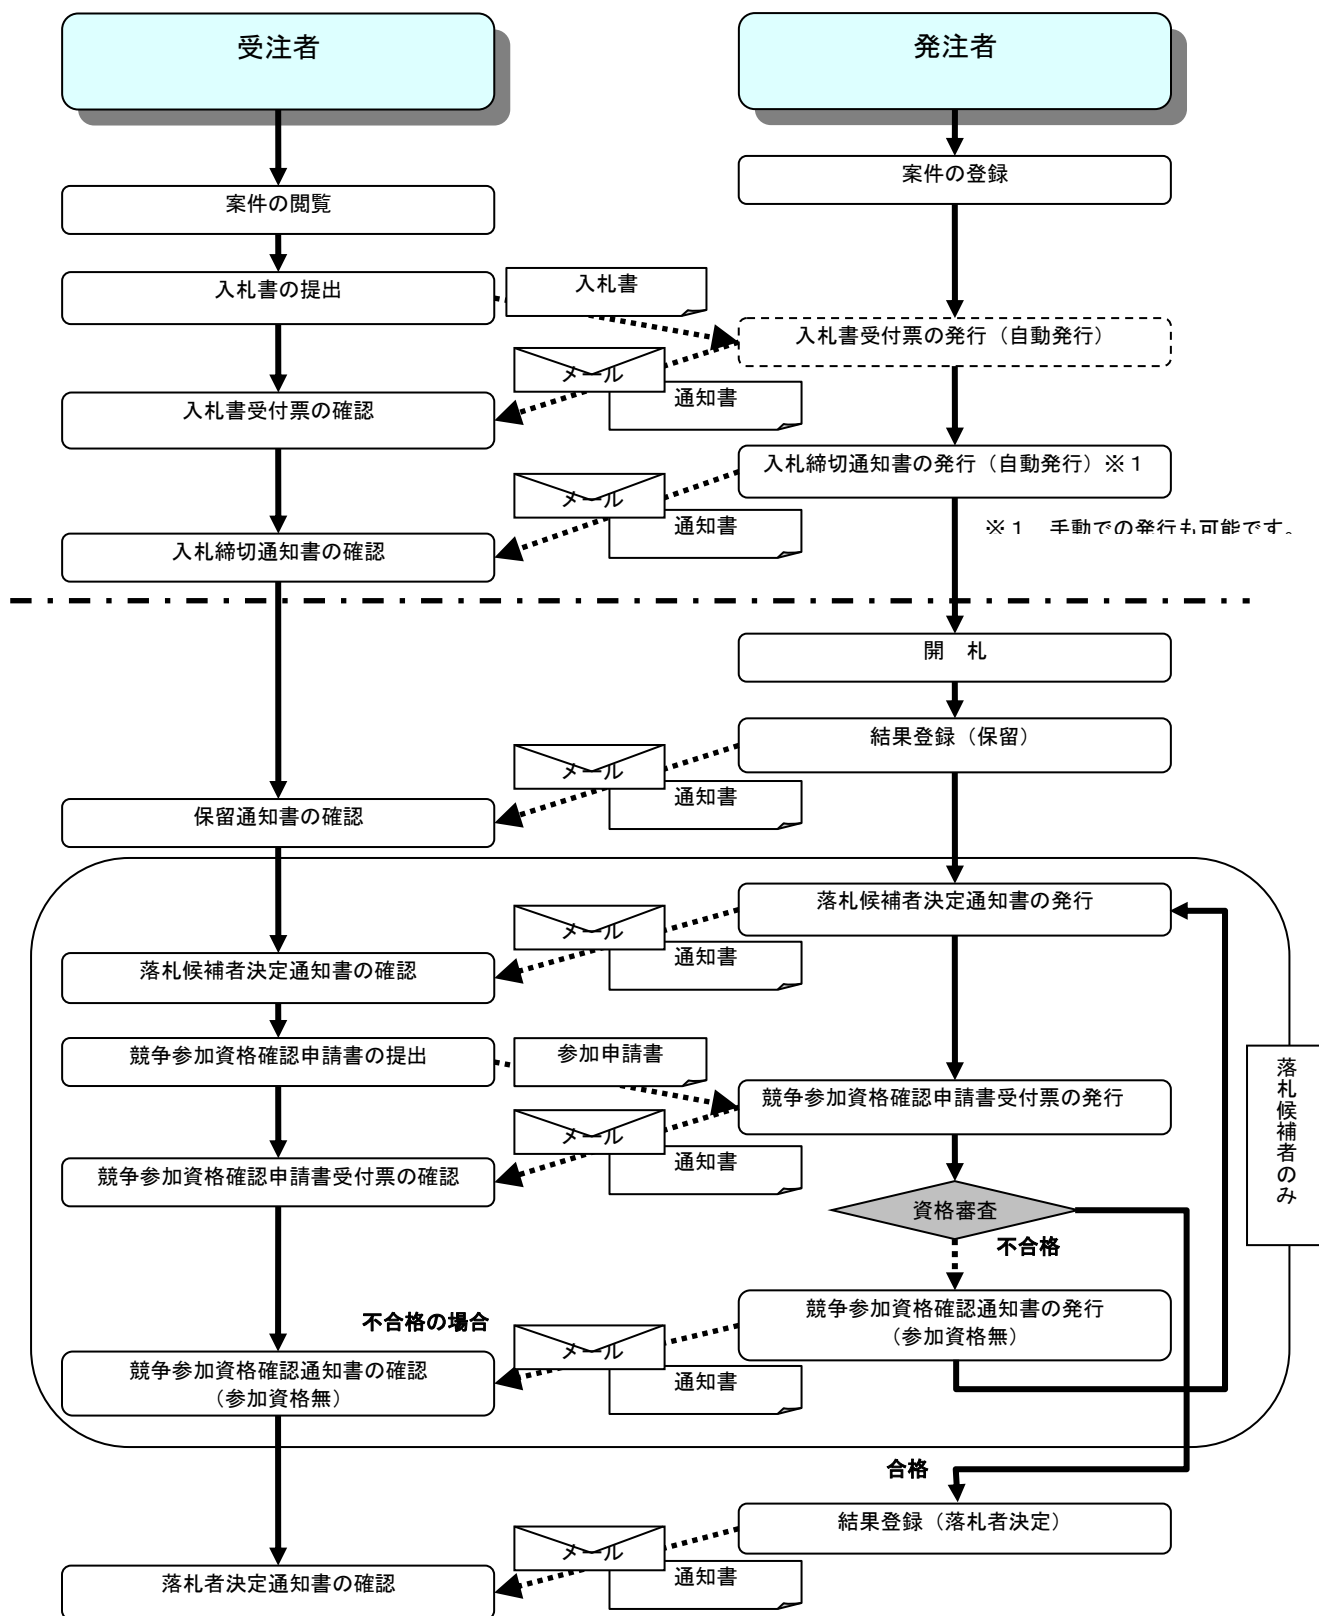 受注者
発注者
案件の登録
案件の閲覧
入札書の提出
入札書
入札書受付票の発行（自動発行）
メール
通知書
入札書受付票の確認
入札締切通知書の発行（自動発行）※１
メール
通知書
※１　手動での発行も可能です。
入札締切通知書の確認
開　札
結果登録（保留）
メール
通知書
保留通知書の確認
落札候補者決定通知書の発行
メール
通知書
落札候補者決定通知書の確認
競争参加資格確認申請書の提出
参加申請書
落札候補者のみ
競争参加資格確認申請書受付票の発行
メール
通知書
競争参加資格確認申請書受付票の確認
資格審査
不合格
競争参加資格確認通知書の発行
（参加資格無）
不合格の場合
メール
通知書
競争参加資格確認通知書の確認
（参加資格無）
合格
結果登録（落札者決定）
メール
通知書
落札者決定通知書の確認